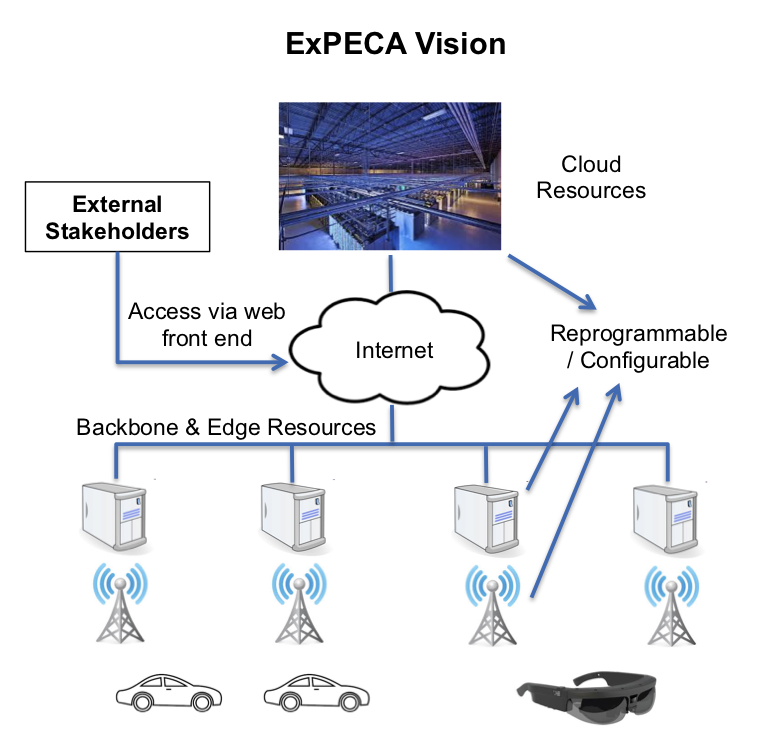 ExPECA Vision
Cloud
Resources
External
Stakeholders
Access via web
front end
Internet
Reprogrammable
/ Configurable
Backbone & Edge Resources